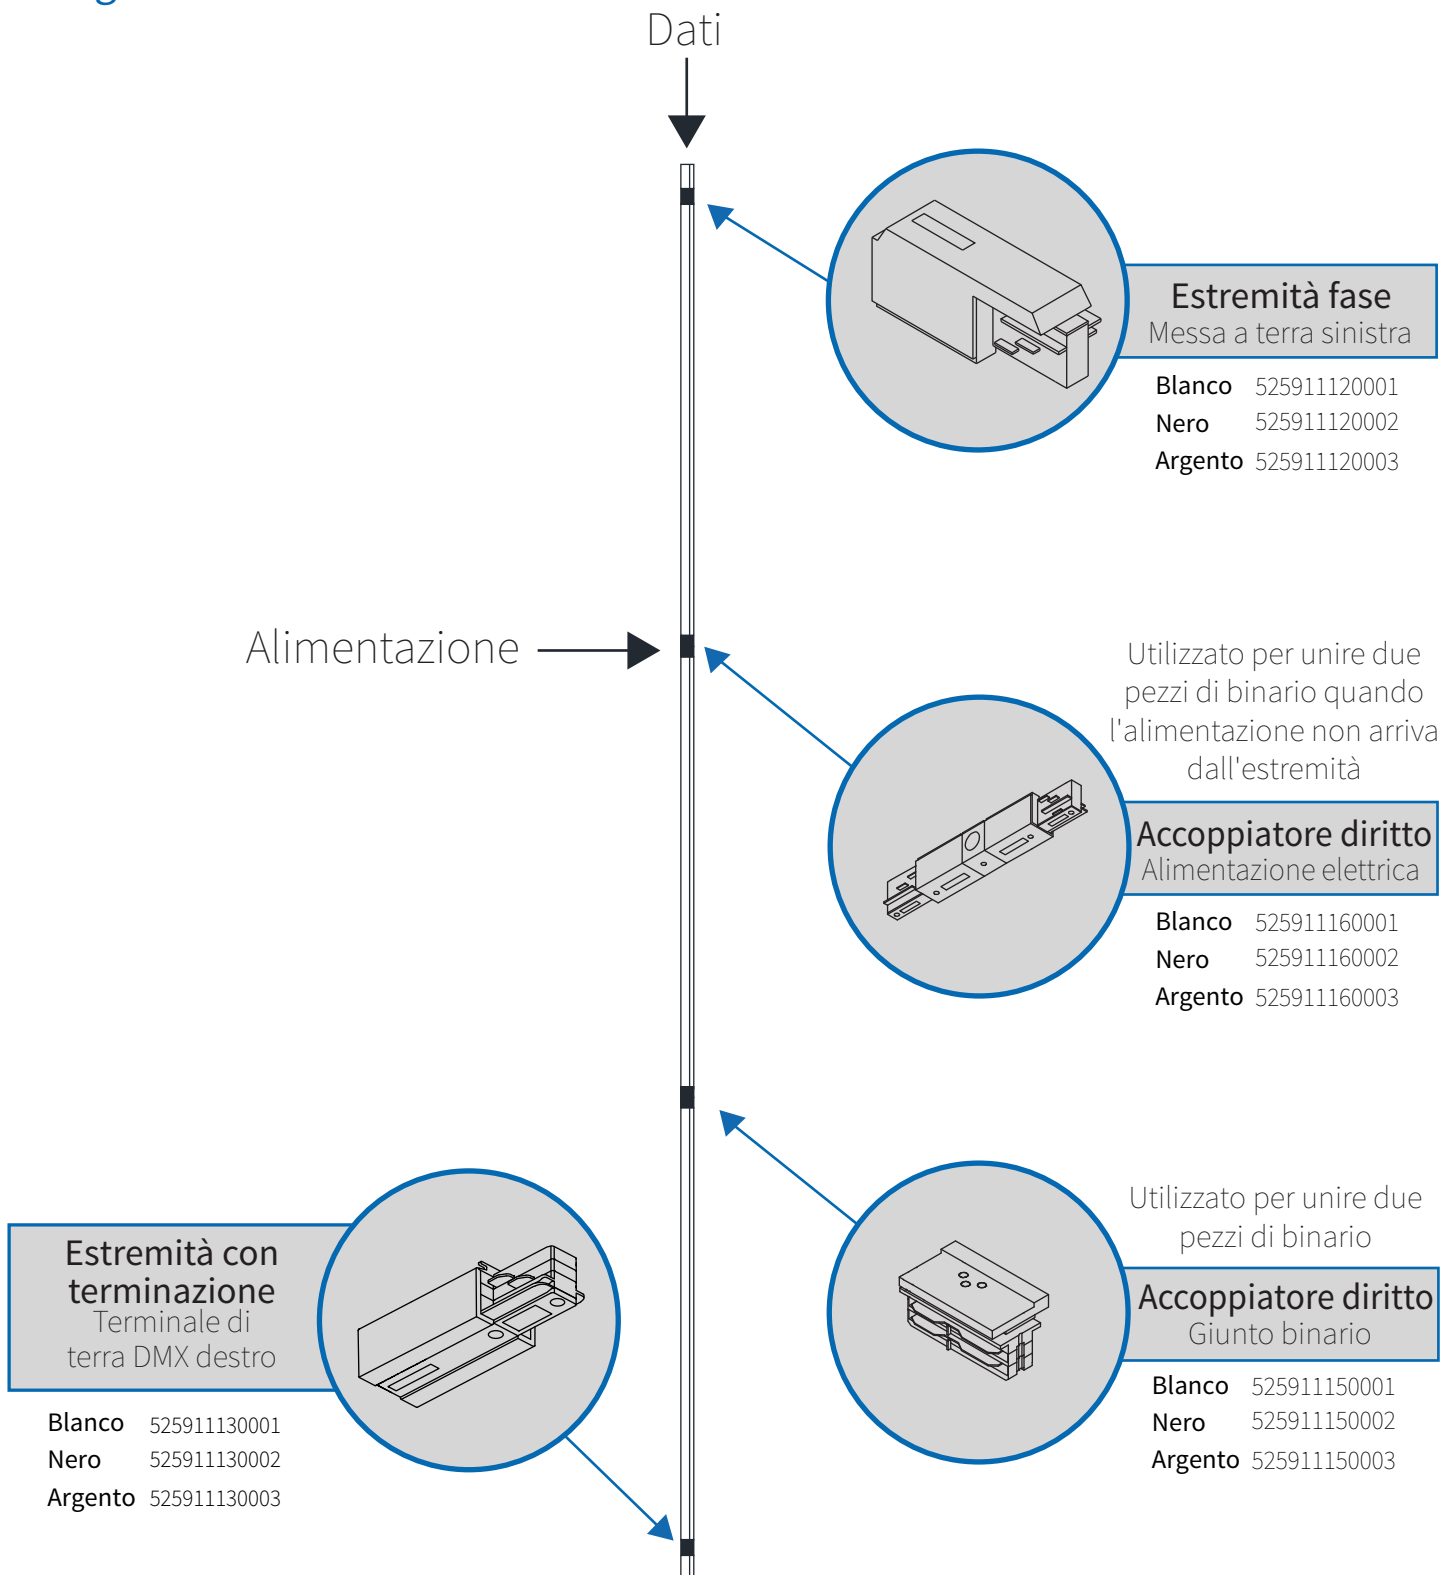 Dati
Estremità fase
Messa a terra sinistra
Blanco 525911120001
Nero 525911120002
Argento 525911120003
Alimentazione
Utilizzato per unire due
pezzi di binario quando
l'alimentazione non arriva
dall'estremità
Accoppiatore diritto
Alimentazione elettrica
Blanco 525911160001
Nero 525911160002
Argento 525911160003
Utilizzato per unire due
pezzi di binario
Accoppiatore diritto
Giunto binario
Blanco 525911150001
Nero 525911150002
Argento 525911150003
Estremità con
terminazione
Terminale di
terra DMX destro
Blanco 525911130001
Nero 525911130002
Argento 525911130003